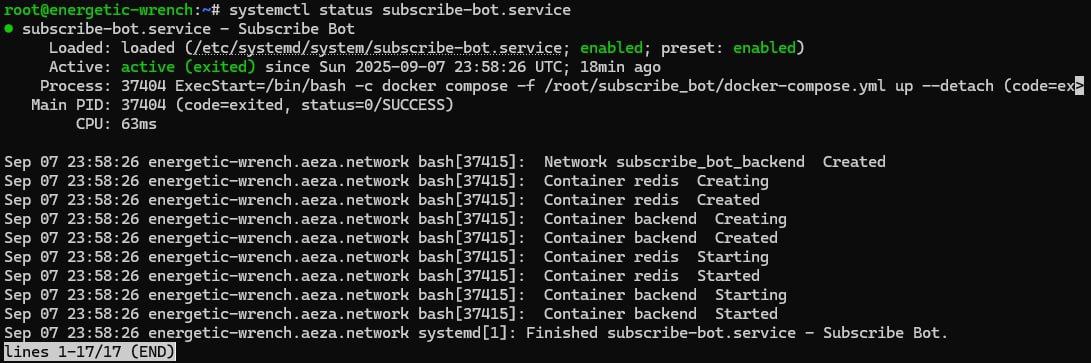 root@energetic-wrench:~# systemctl status subscribe-bot.service
● subscribe-bot.service - Subscribe Bot
     Loaded: loaded (/etc/systemd/system/subscribe-bot.service; enabled; preset: enabled)
     Active: active (exited) since Sun 2025-09-07 23:58:26 UTC; 18min ago
    Process: 37404 ExecStart=/bin/bash -c docker compose -f /root/subscribe_bot/docker-compose.yml up --detach (code=ex>
   Main PID: 37404 (code=exited, status=0/SUCCESS)
        CPU: 63ms

Sep 07 23:58:26 energetic-wrench.aeza.network bash[37415]:  Network subscribe_bot_backend  Created
Sep 07 23:58:26 energetic-wrench.aeza.network bash[37415]:  Container redis  Creating
Sep 07 23:58:26 energetic-wrench.aeza.network bash[37415]:  Container redis  Created
Sep 07 23:58:26 energetic-wrench.aeza.network bash[37415]:  Container backend  Creating
Sep 07 23:58:26 energetic-wrench.aeza.network bash[37415]:  Container backend  Created
Sep 07 23:58:26 energetic-wrench.aeza.network bash[37415]:  Container redis  Starting
Sep 07 23:58:26 energetic-wrench.aeza.network bash[37415]:  Container redis  Started
Sep 07 23:58:26 energetic-wrench.aeza.network bash[37415]:  Container backend  Starting
Sep 07 23:58:26 energetic-wrench.aeza.network bash[37415]:  Container backend  Started
Sep 07 23:58:26 energetic-wrench.aeza.network systemd[1]: Finished subscribe-bot.service - Subscribe Bot.
lines 1-17/17 (END)